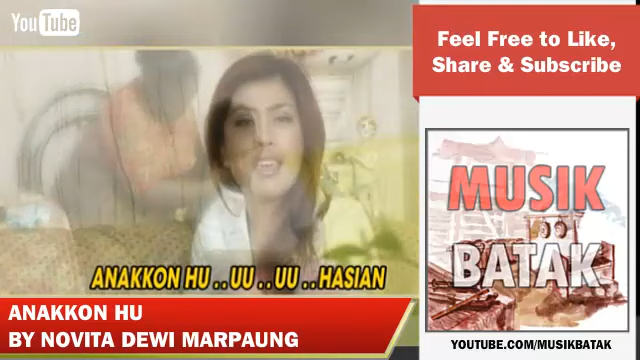 YouTube
Feel Free to Like,
Share & Subscribe
MUSIK
BATAK
ANAKKON HU . . UU . . UU . . HASIAN
ANAKKON HU
BY NOVITA DEWI MARPAUNG
YOUTUBE.COM/MUSIKBATAK